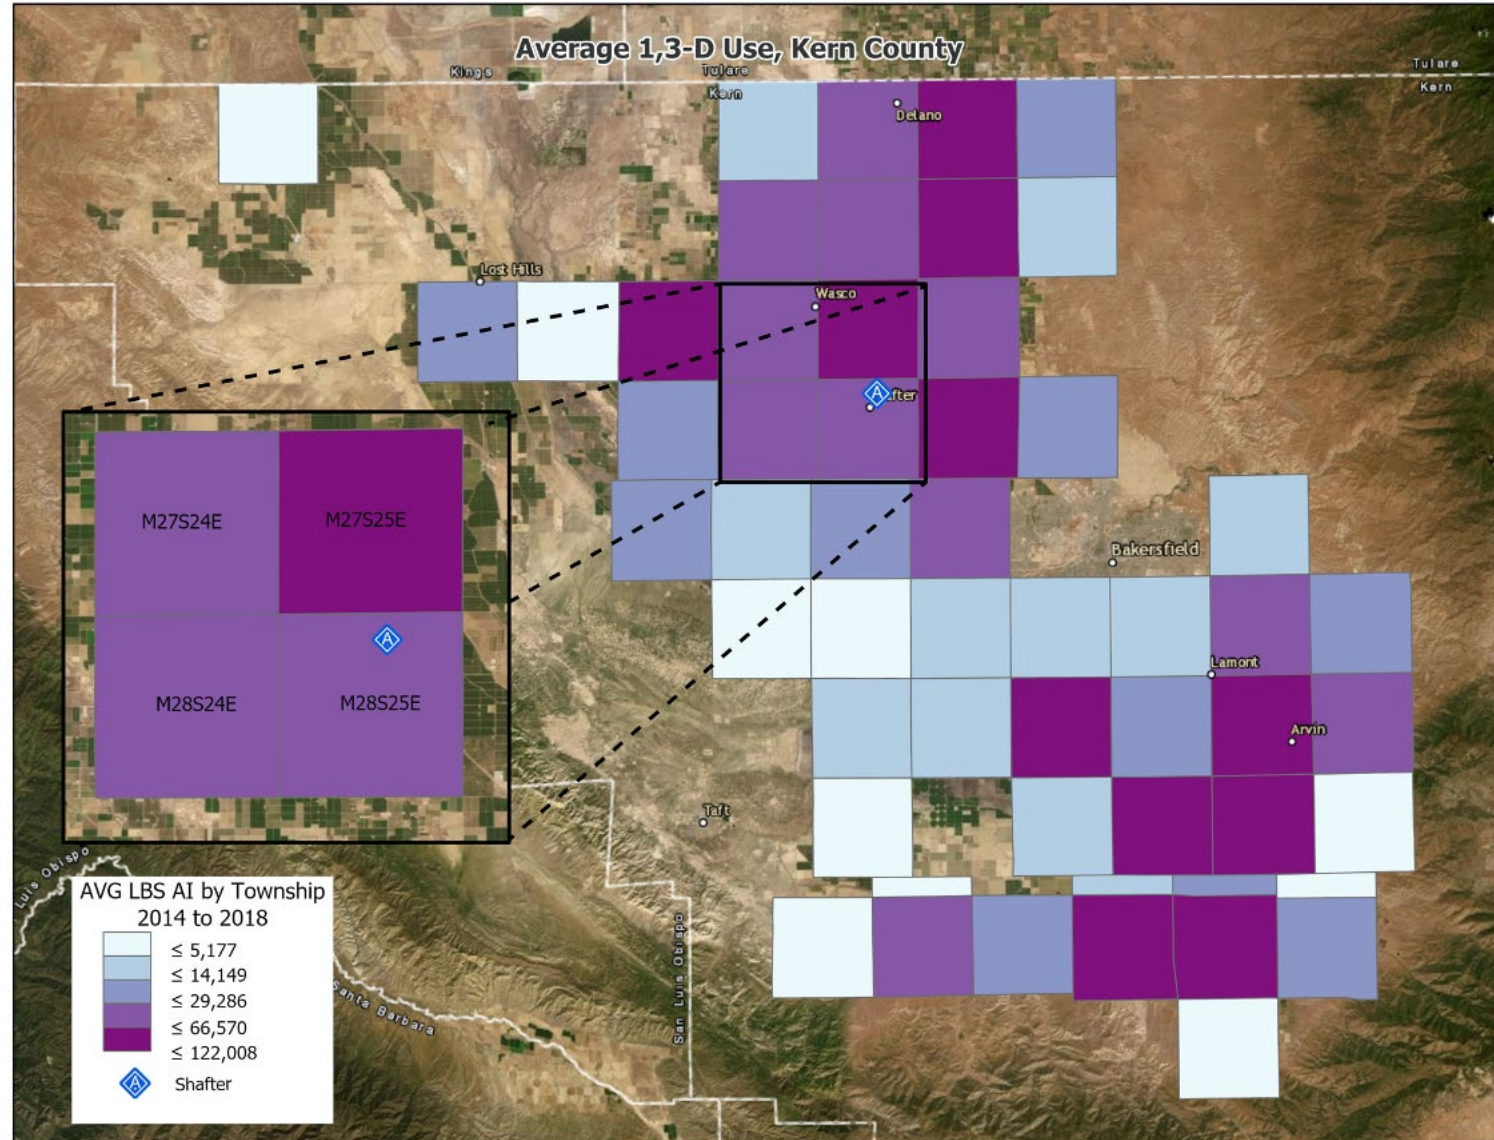 Average 1,3-D Use, Kern County
Kings
Tulare
Kern
Tulare
Kern
Delano
Lost Hills
Wasco
fter
M27S24E
M27S25E
M28S24E
M28S25E
Bakersfield
Lamont
Arvin
Taft
Luis Obispo
Santa Barbara
San Luis Obispo
AVG LBS AI by Township
2014 to 2018
≤ 5,177
≤ 14,149
≤ 29,286
≤ 66,570
≤ 122,008
A Shafter
A
A